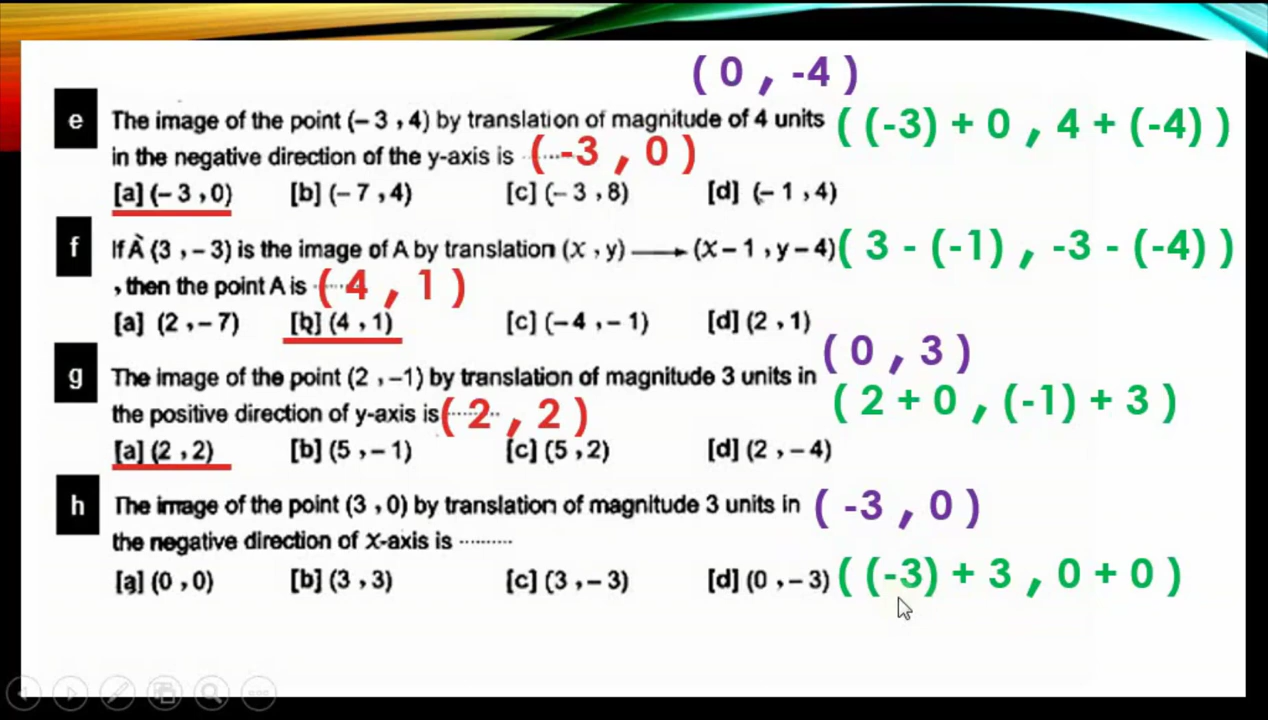 ( 0 , -4 )
e The image of the point (– 3 , 4) by translation of magnitude of 4 units ( (-3) + 0 , 4 + (-4) )
in the negative direction of the y-axis is ........ ( -3 , 0 )
[a] (– 3 , 0) [b] (– 7 , 4) [c] (– 3 , 8) [d] (– 1 , 4)
f If À (3 , – 3) is the image of A by translation (x , y) ⟶ (x – 1 , y – 4) ( 3 - (-1) , -3 - (-4) )
, then the point A is ........ ( 4 , 1 )
[a] (2 , – 7) [b] (4 , 1) [c] (– 4 , – 1) [d] (2 , 1)
( 0 , 3 )
g The image of the point (2 , –1) by translation of magnitude 3 units in
( 2 + 0 , (-1) + 3 )
the positive direction of y-axis is ........ ( 2 , 2 )
[a] (2 , 2) [b] (5 , – 1) [c] (5 , 2) [d] (2 , – 4)
h The image of the point (3 , 0) by translation of magnitude 3 units in ( -3 , 0 )
the negative direction of x-axis is ..........
[a] (0 , 0) [b] (3 , 3) [c] (3 , – 3) [d] (0 , – 3) ( (-3) + 3 , 0 + 0 )